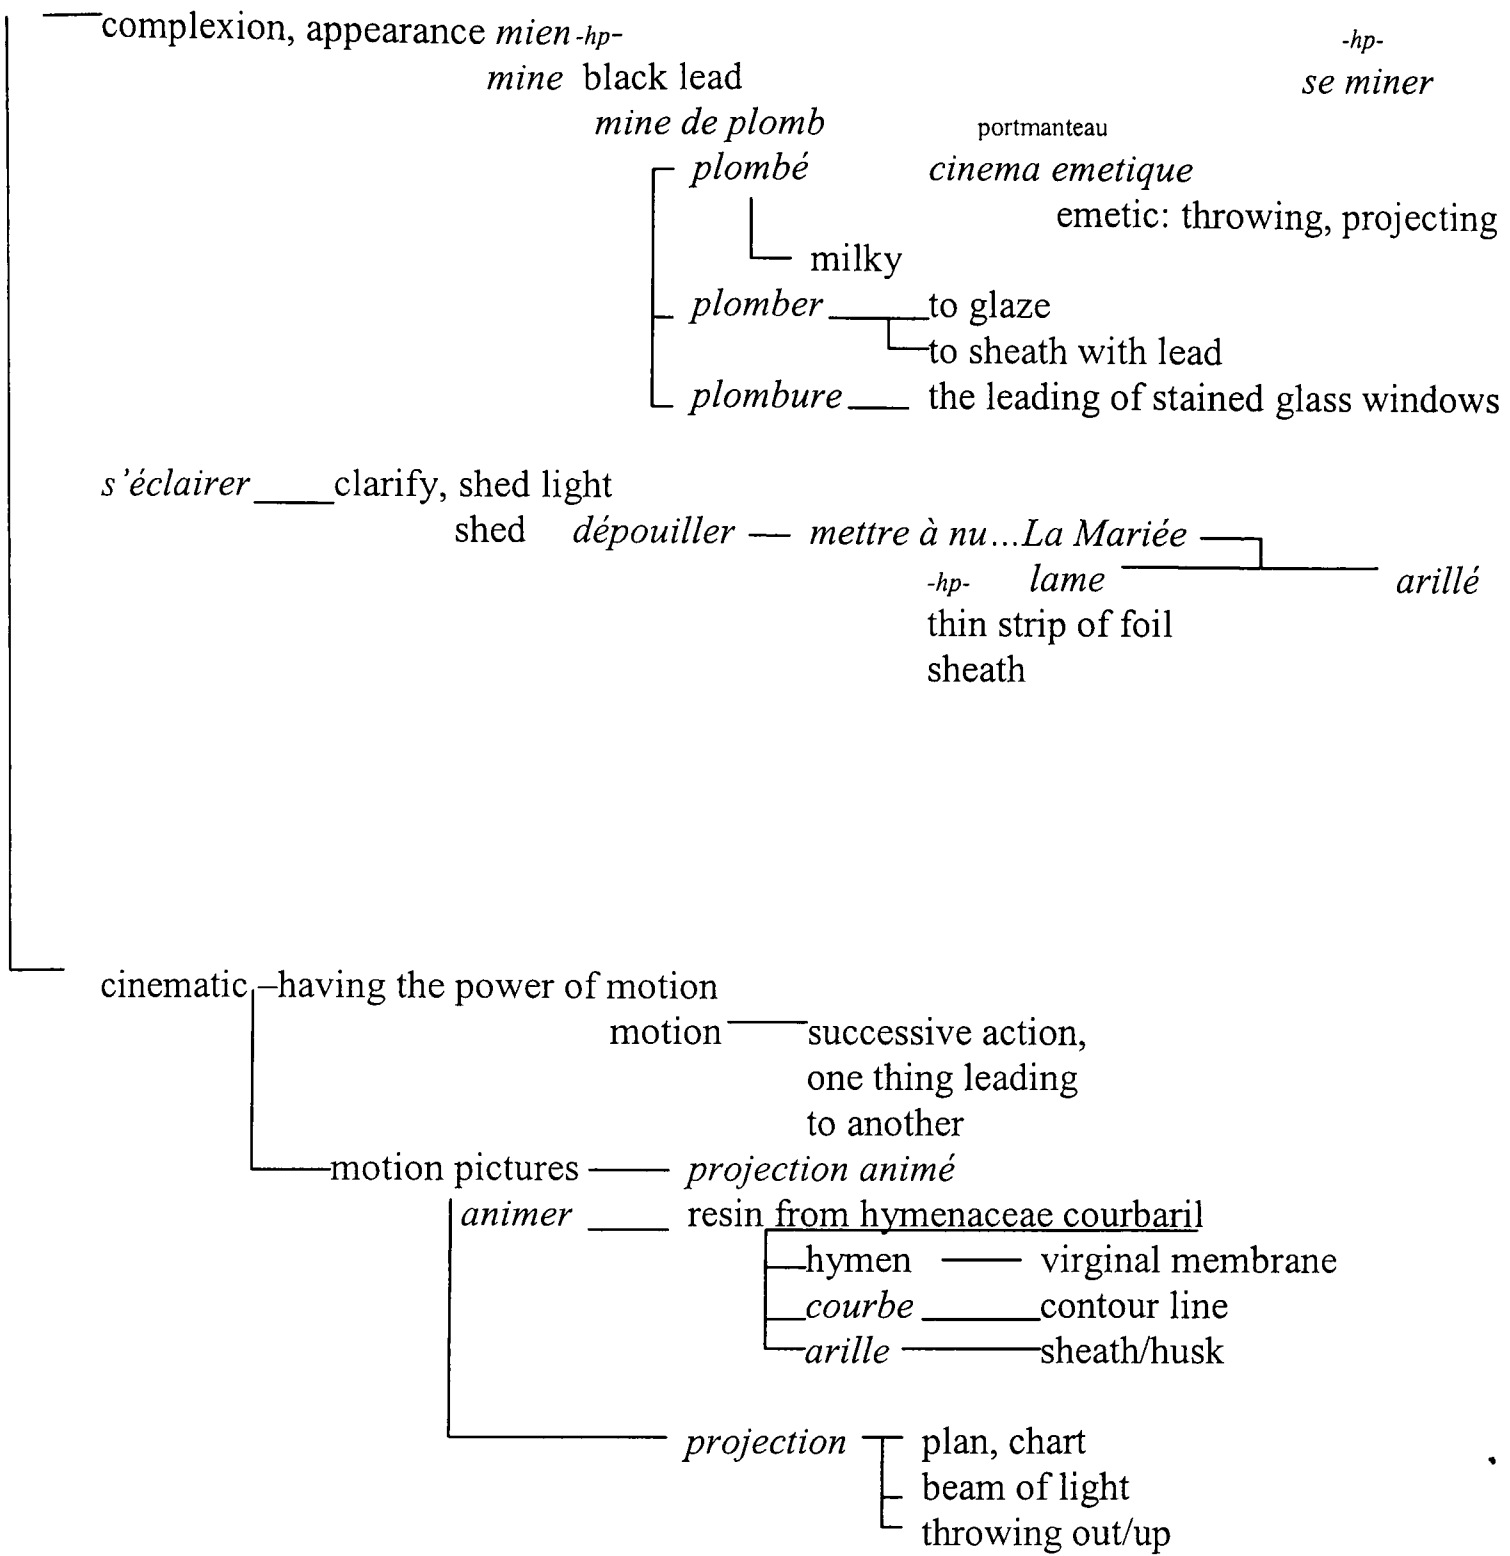 complexion, appearance mien -hp- -hp-
mine black lead se miner
mine de plomb portmanteau
plombé cinema emetique
emetic: throwing, projecting
milky
plomber to glaze
to sheath with lead
plombure the leading of stained glass windows
s'éclairer clarify, shed light
shed dépouiller — mettre à nu...La Mariée
-hp- lame arillé
thin strip of foil
sheath
cinematic –having the power of motion
motion successive action,
one thing leading
to another
motion pictures projection animé
animer resin from hymenaceae courbaril
hymen virginal membrane
courbe contour line
arille sheath/husk
projection plan, chart
beam of light
throwing out/up